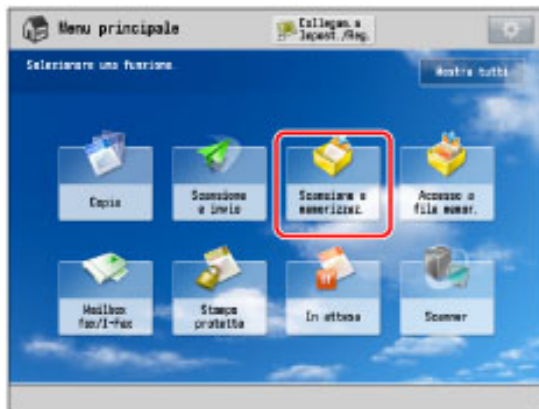 Menu principale
Collegam.a
Impost./Reg.
Selezionare una funzione.
Mostra tutti
Copia
Scansione
e invio
Scansione e
memorizzaz.
Accesso a
file memor.
Mailbox
fax/I-Fax
Stampa
protetta
In attesa
Scanner